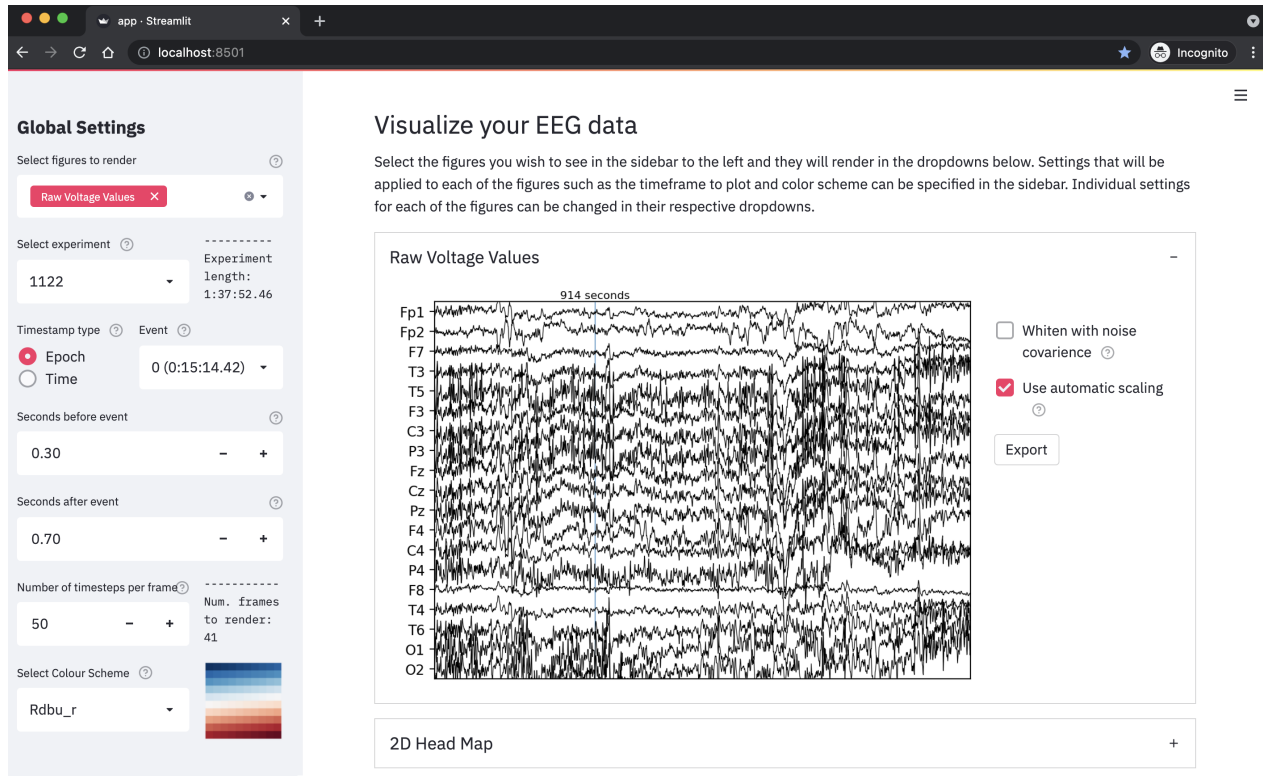 app · Streamlit
localhost:8501
Incognito
Global Settings
Select figures to render
Raw Voltage Values
Select experiment
1122
----------
Experiment
length:
1:37:52.46
Timestamp type
Event
Epoch
Time
0 (0:15:14.42)
Seconds before event
0.30
Seconds after event
0.70
Number of timesteps per frame
50
-----------
Num. frames
to render:
41
Select Colour Scheme
Rdbu_r
Visualize your EEG data
Select the figures you wish to see in the sidebar to the left and they will render in the dropdowns below. Settings that will be
applied to each of the figures such as the timeframe to plot and color scheme can be specified in the sidebar. Individual settings
for each of the figures can be changed in their respective dropdowns.
Raw Voltage Values
914 seconds
Fp1
Fp2
F7
T3
T5
F3
C3
P3
Fz
Cz
Pz
F4
C4
P4
F8
T4
T6
O1
O2
Whiten with noise
covarience
Use automatic scaling
Export
2D Head Map